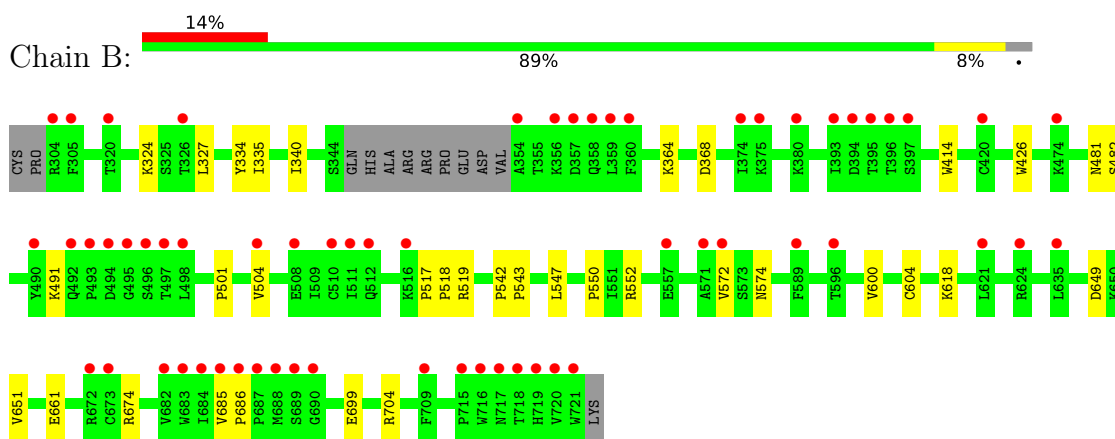 14%
Chain B:
89% 8% •
CYS PRO R304 F305 T320 K324 S325 T326 L327 Y334 I335 I340 S344 GLN HIS ALA ARG ARG PRO GLU ASP VAL A354 T355 K356 D357 Q358 L359 F360 K364 D368 I374 K375 K380 I393 D394 T395 T396 S397 W414 C420 W426 K474 N481 S482
Y490 K491 Q492 P493 D494 G495 S496 T497 L498 P501 V504 E508 I509 C510 I511 Q512 K516 P517 P518 R519 P542 P543 L547 P550 I551 R552 E557 A571 V572 S573 N574 F589 T596 V600 C604 K618 L621 R624 L635 D649 K650
V651 E661 R672 C673 R674 V682 W683 I684 V685 P686 P687 M688 S689 G690 E699 R704 F709 P715 W716 N717 T718 H719 V720 W721 LYS